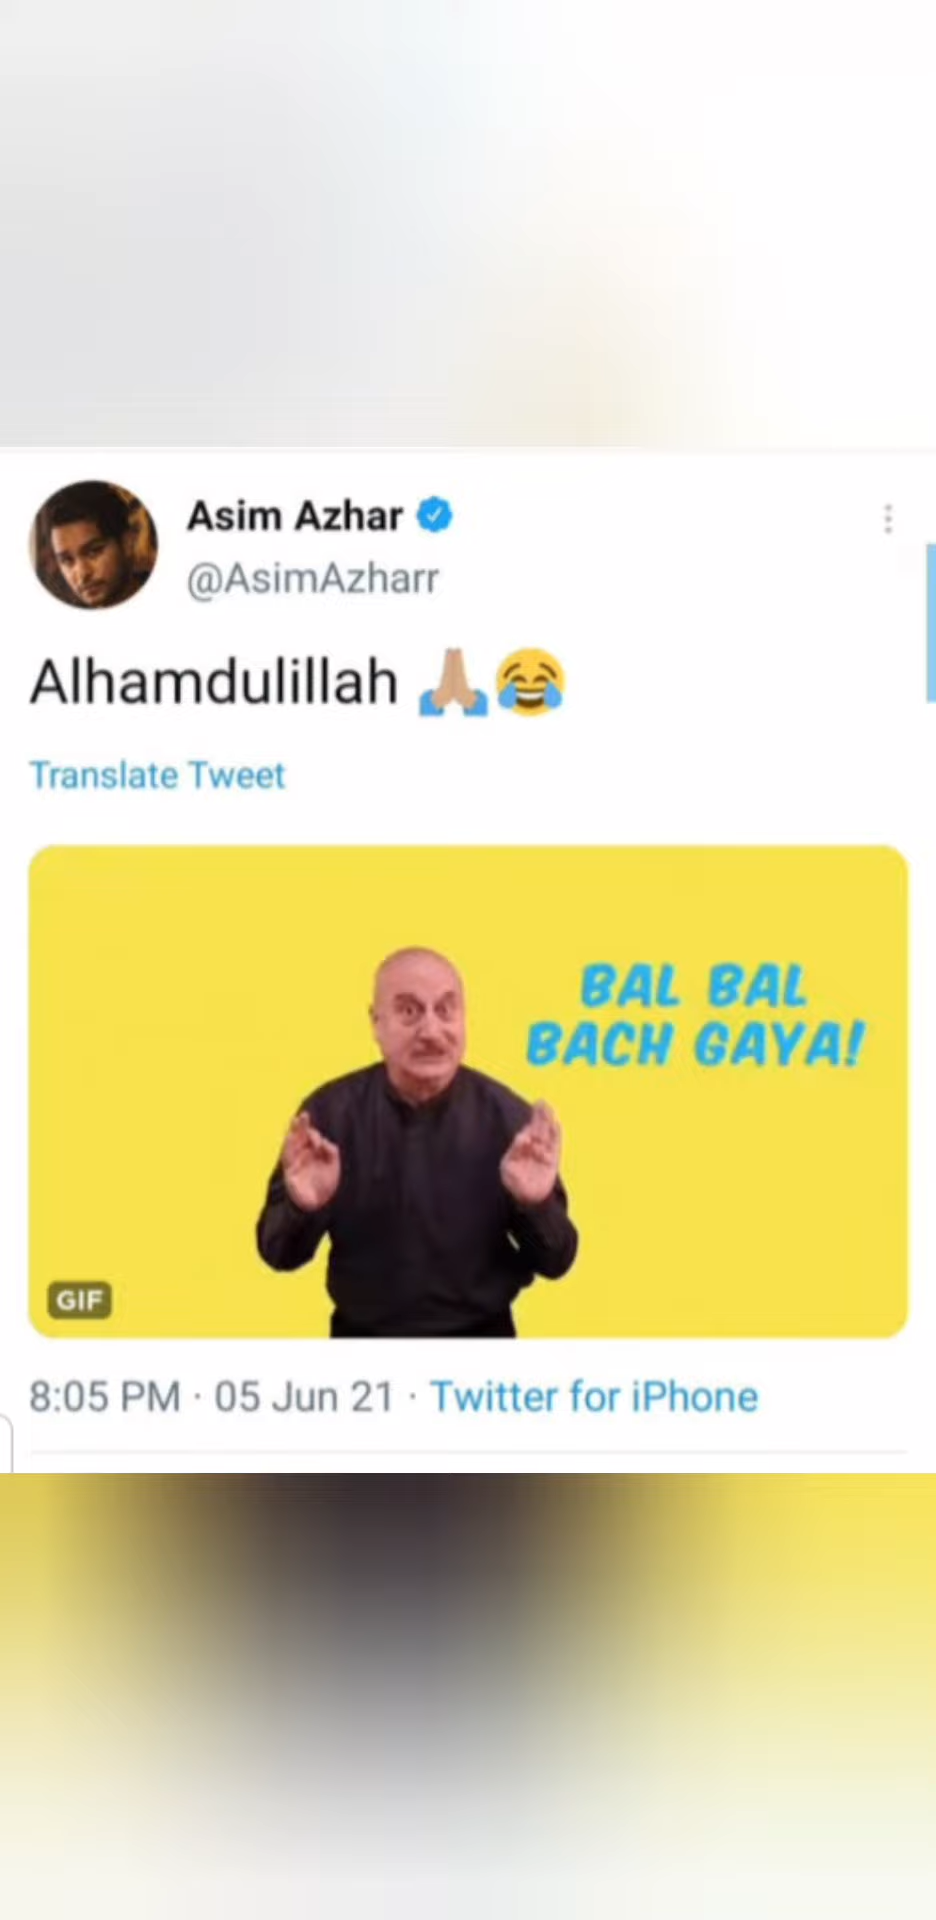 Asim Azhar
@AsimAzharr
Alhamdulillah 🙏🏼😂
Translate Tweet
BAL BAL
BACH GAYA!
GIF
8:05 PM · 05 Jun 21 · Twitter for iPhone